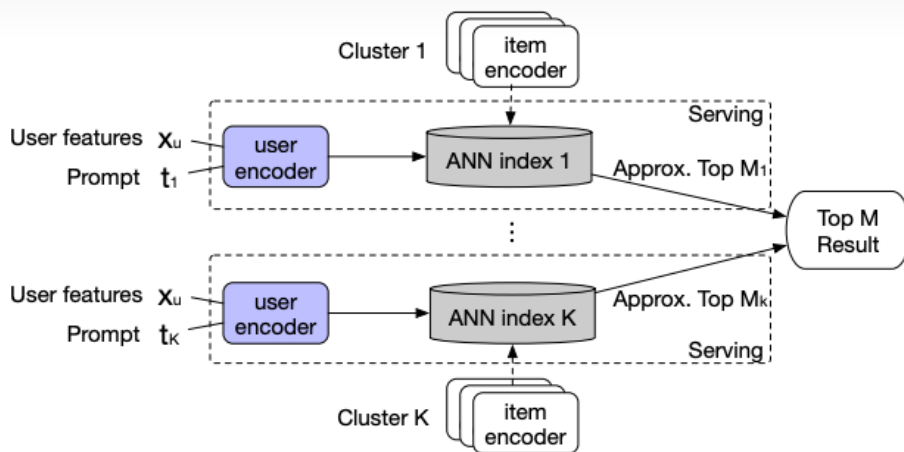 Cluster 1
item
encoder
Serving
User features xᵤ
Prompt t₁
user
encoder
ANN index 1
Approx. Top M₁
⋮
Top M
Result
User features xᵤ
Prompt tK
user
encoder
ANN index K
Approx. Top Mk
Serving
Cluster K
item
encoder